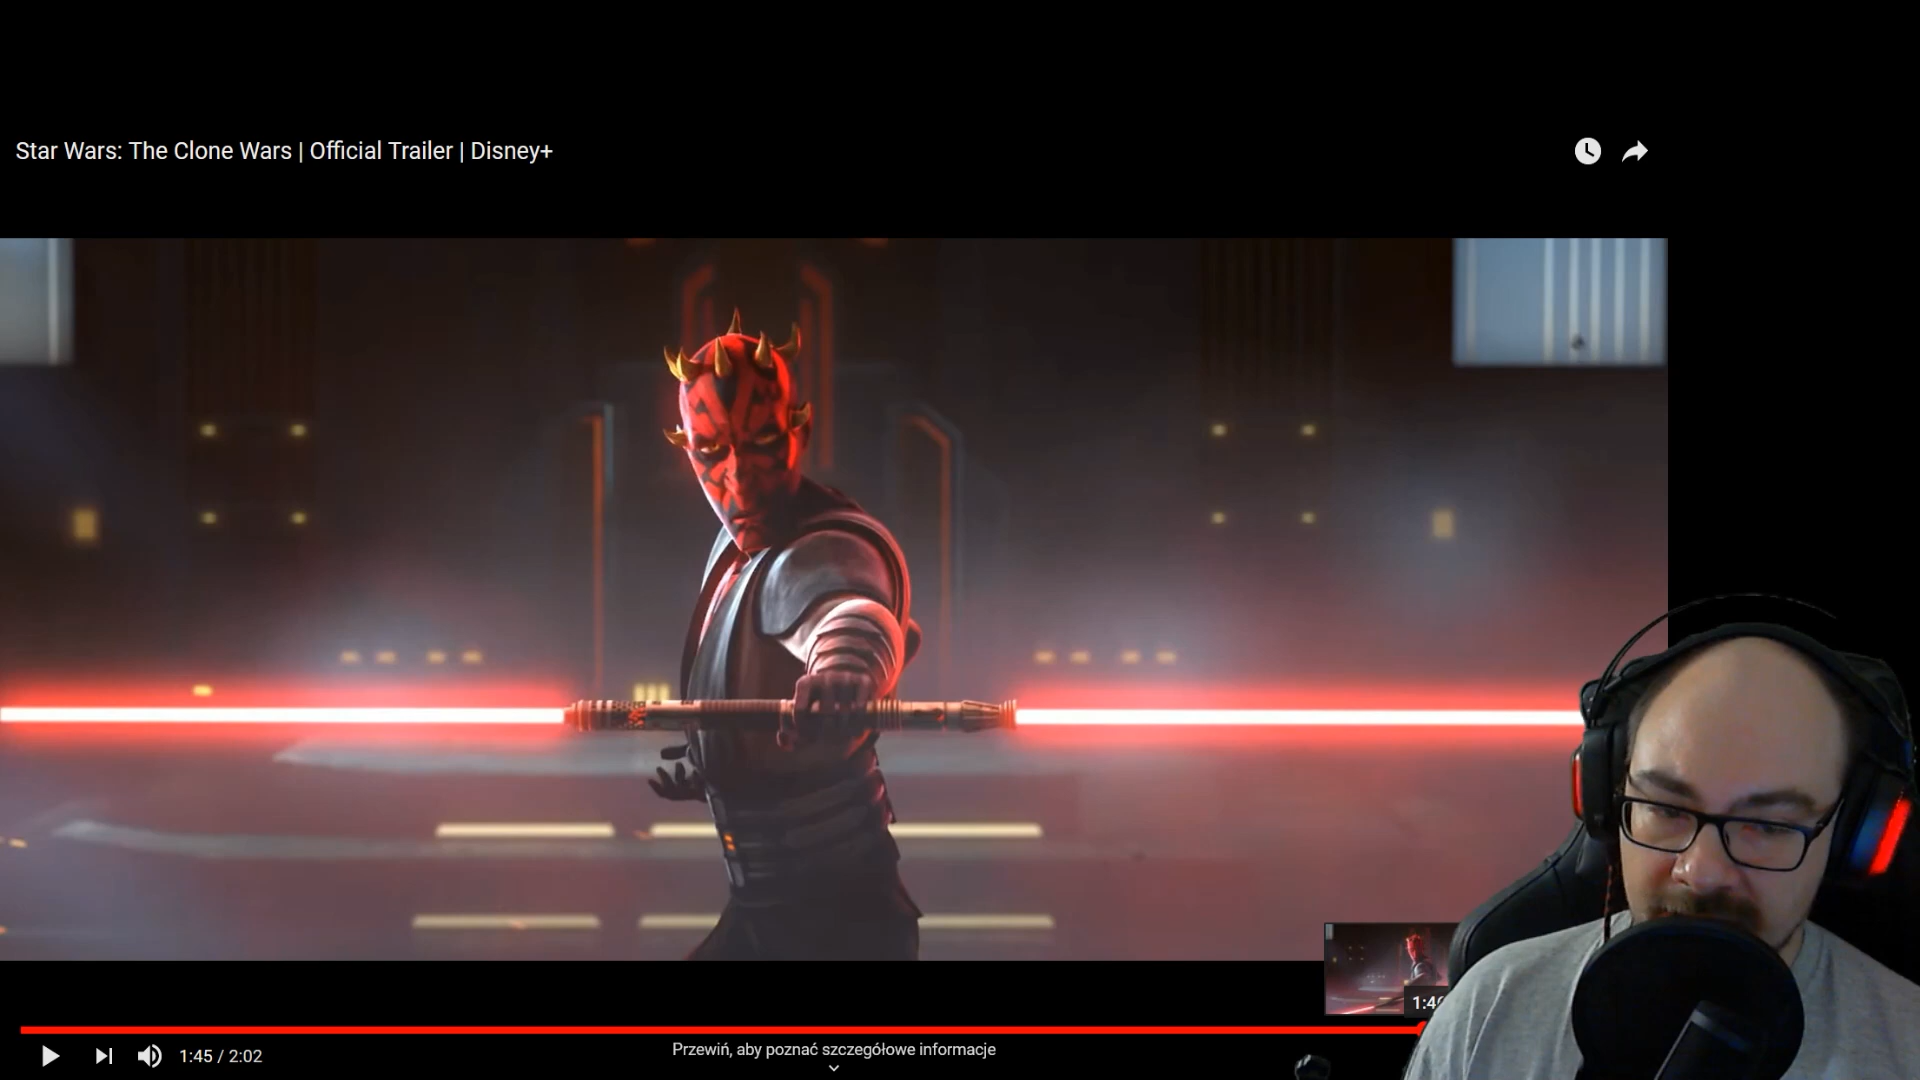 Star Wars: The Clone Wars | Official Trailer | Disney+
1:45 / 2:02
Przewiń, aby poznać szczegółowe informacje